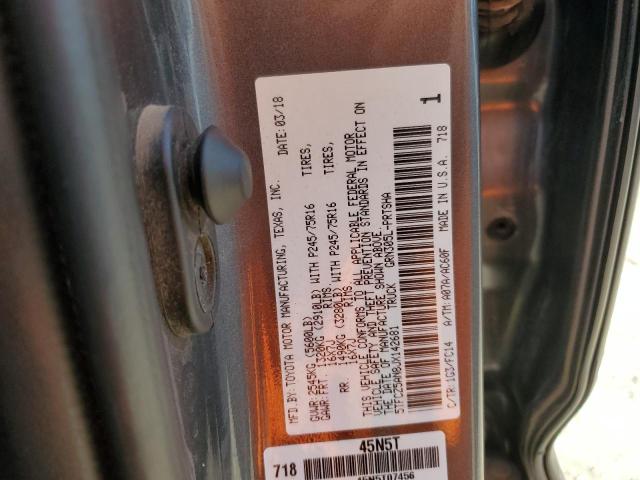 MFD. BY: TOYOTA MOTOR MANUFACTURING, TEXAS, INC. DATE: 03/18
GVWR: 2545KG (5600LB)
GAWR: FRT. 1320KG (2910LB) WITH P245/75R16 TIRES,
16X7J RIMS,
RR. 1490KG (3280LB) WITH P245/75R16 TIRES,
16X7J RIMS,
THIS VEHICLE CONFORMS TO ALL APPLICABLE FEDERAL MOTOR
VEHICLE SAFETY AND THEFT PREVENTION STANDARDS IN EFFECT ON
THE DATE OF MANUFACTURE SHOWN ABOVE.
5TFCZ5AN8JX142681 TRUCK GRN305L-PRTSHA
C/TR: 1G3/FC14 A/TM: A07A/AC60F MADE IN U.S.A. 718
1
718 45N5T
45N5T07456